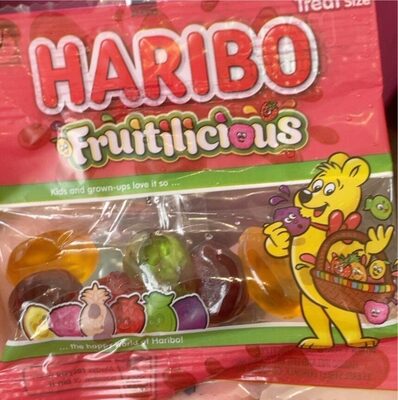 Treat Size
HARIBO
Fruitilicious
Kids and grown-ups love it so ...
... the happy world of Haribo!